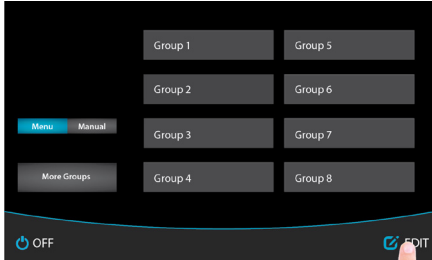 Group 1 Group 5
Group 2 Group 6
Menu Manual
Group 3 Group 7
More Groups
Group 4 Group 8
OFF
EDIT